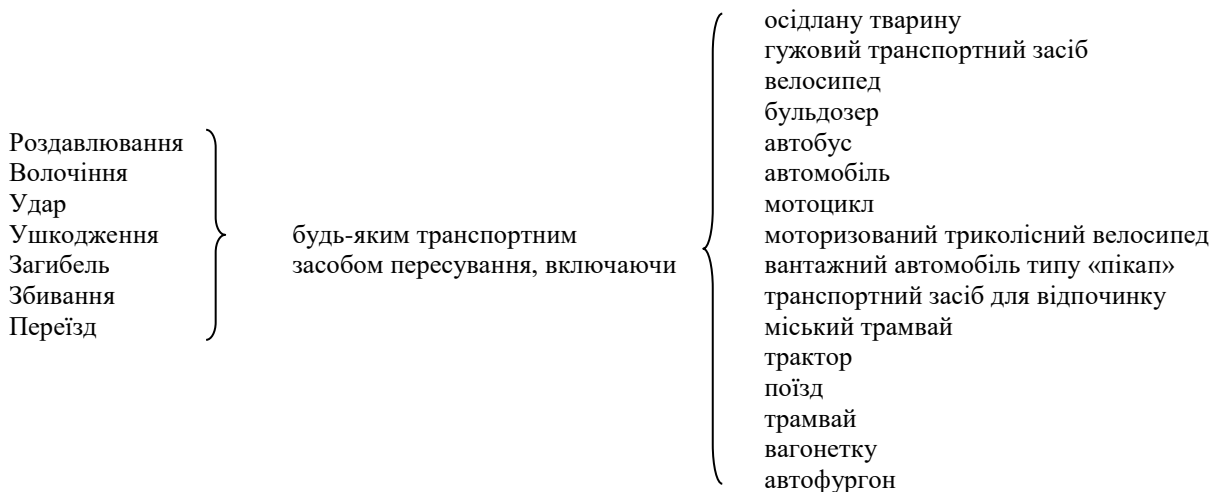 Роздавлювання
Волочіння
Удар
Ушкодження
Загибель
Збивання
Переїзд
будь-яким транспортним
засобом пересування, включаючи
осідлану тварину
гужовий транспортний засіб
велосипед
бульдозер
автобус
автомобіль
мотоцикл
моторизований триколісний велосипед
вантажний автомобіль типу «пікап»
транспортний засіб для відпочинку
міський трамвай
трактор
поїзд
трамвай
вагонетку
автофургон